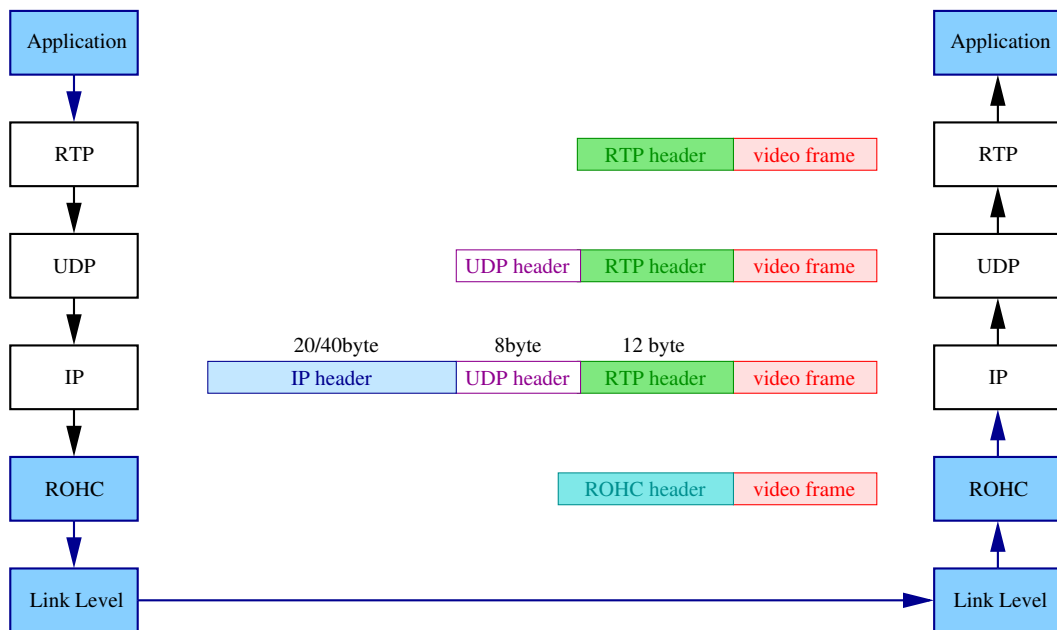 Application Application
RTP RTP header video frame RTP
UDP UDP header RTP header video frame UDP
20/40byte 8byte 12 byte
IP IP header UDP header RTP header video frame IP
ROHC ROHC header video frame ROHC
Link Level Link Level